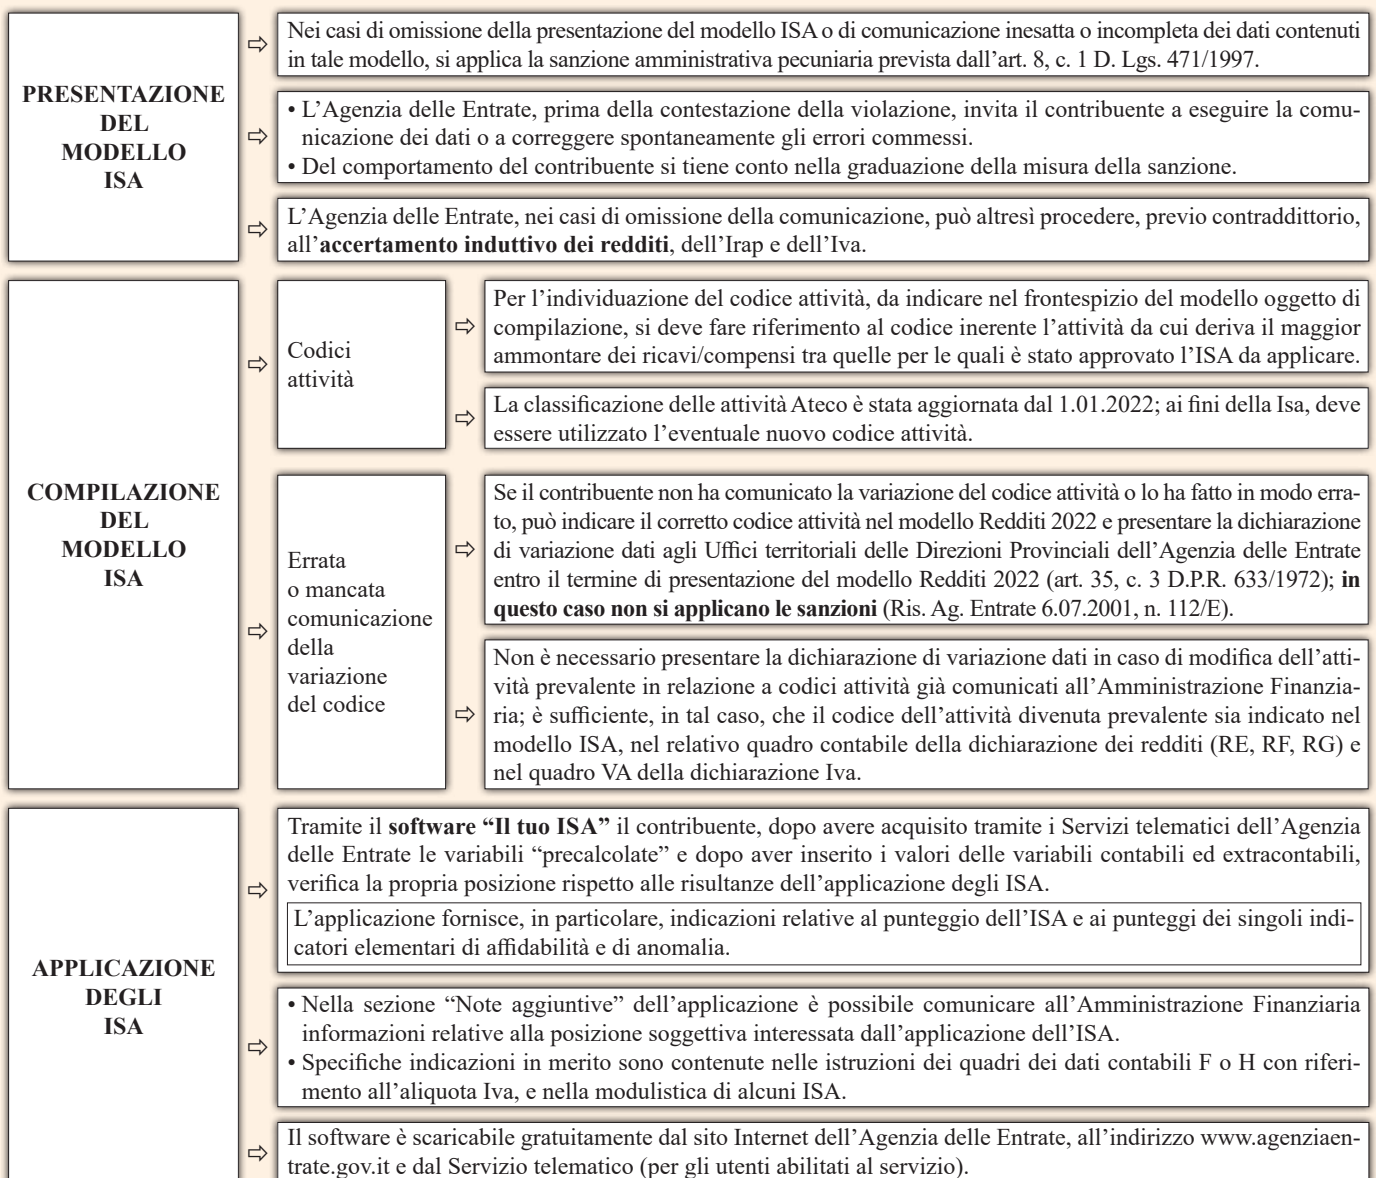 PRESENTAZIONE
DEL
MODELLO
ISA
Nei casi di omissione della presentazione del modello ISA o di comunicazione inesatta o incompleta dei dati contenuti
in tale modello, si applica la sanzione amministrativa pecuniaria prevista dall’art. 8, c. 1 D. Lgs. 471/1997.
• L’Agenzia delle Entrate, prima della contestazione della violazione, invita il contribuente a eseguire la comu-
nicazione dei dati o a correggere spontaneamente gli errori commessi.
• Del comportamento del contribuente si tiene conto nella graduazione della misura della sanzione.
L’Agenzia delle Entrate, nei casi di omissione della comunicazione, può altresì procedere, previo contraddittorio,
all’accertamento induttivo dei redditi, dell’Irap e dell’Iva.
COMPILAZIONE
DEL
MODELLO
ISA
Codici
attività
Per l’individuazione del codice attività, da indicare nel frontespizio del modello oggetto di
compilazione, si deve fare riferimento al codice inerente l’attività da cui deriva il maggior
ammontare dei ricavi/compensi tra quelle per le quali è stato approvato l’ISA da applicare.
La classificazione delle attività Ateco è stata aggiornata dal 1.01.2022; ai fini della Isa, deve
essere utilizzato l’eventuale nuovo codice attività.
Errata
o mancata
comunicazione
della
variazione
del codice
Se il contribuente non ha comunicato la variazione del codice attività o lo ha fatto in modo erra-
to, può indicare il corretto codice attività nel modello Redditi 2022 e presentare la dichiarazione
di variazione dati agli Uffici territoriali delle Direzioni Provinciali dell’Agenzia delle Entrate
entro il termine di presentazione del modello Redditi 2022 (art. 35, c. 3 D.P.R. 633/1972); in
questo caso non si applicano le sanzioni (Ris. Ag. Entrate 6.07.2001, n. 112/E).
Non è necessario presentare la dichiarazione di variazione dati in caso di modifica dell’atti-
vità prevalente in relazione a codici attività già comunicati all’Amministrazione Finanzia-
ria; è sufficiente, in tal caso, che il codice dell’attività divenuta prevalente sia indicato nel
modello ISA, nel relativo quadro contabile della dichiarazione dei redditi (RE, RF, RG) e
nel quadro VA della dichiarazione Iva.
APPLICAZIONE
DEGLI
ISA
Tramite il software “Il tuo ISA” il contribuente, dopo avere acquisito tramite i Servizi telematici dell’Agenzia
delle Entrate le variabili “precalcolate” e dopo aver inserito i valori delle variabili contabili ed extracontabili,
verifica la propria posizione rispetto alle risultanze dell’applicazione degli ISA.
L’applicazione fornisce, in particolare, indicazioni relative al punteggio dell’ISA e ai punteggi dei singoli indi-
catori elementari di affidabilità e di anomalia.
• Nella sezione “Note aggiuntive” dell’applicazione è possibile comunicare all’Amministrazione Finanziaria
informazioni relative alla posizione soggettiva interessata dall’applicazione dell’ISA.
• Specifiche indicazioni in merito sono contenute nelle istruzioni dei quadri dei dati contabili F o H con riferi-
mento all’aliquota Iva, e nella modulistica di alcuni ISA.
Il software è scaricabile gratuitamente dal sito Internet dell’Agenzia delle Entrate, all’indirizzo www.agenziaen-
trate.gov.it e dal Servizio telematico (per gli utenti abilitati al servizio).